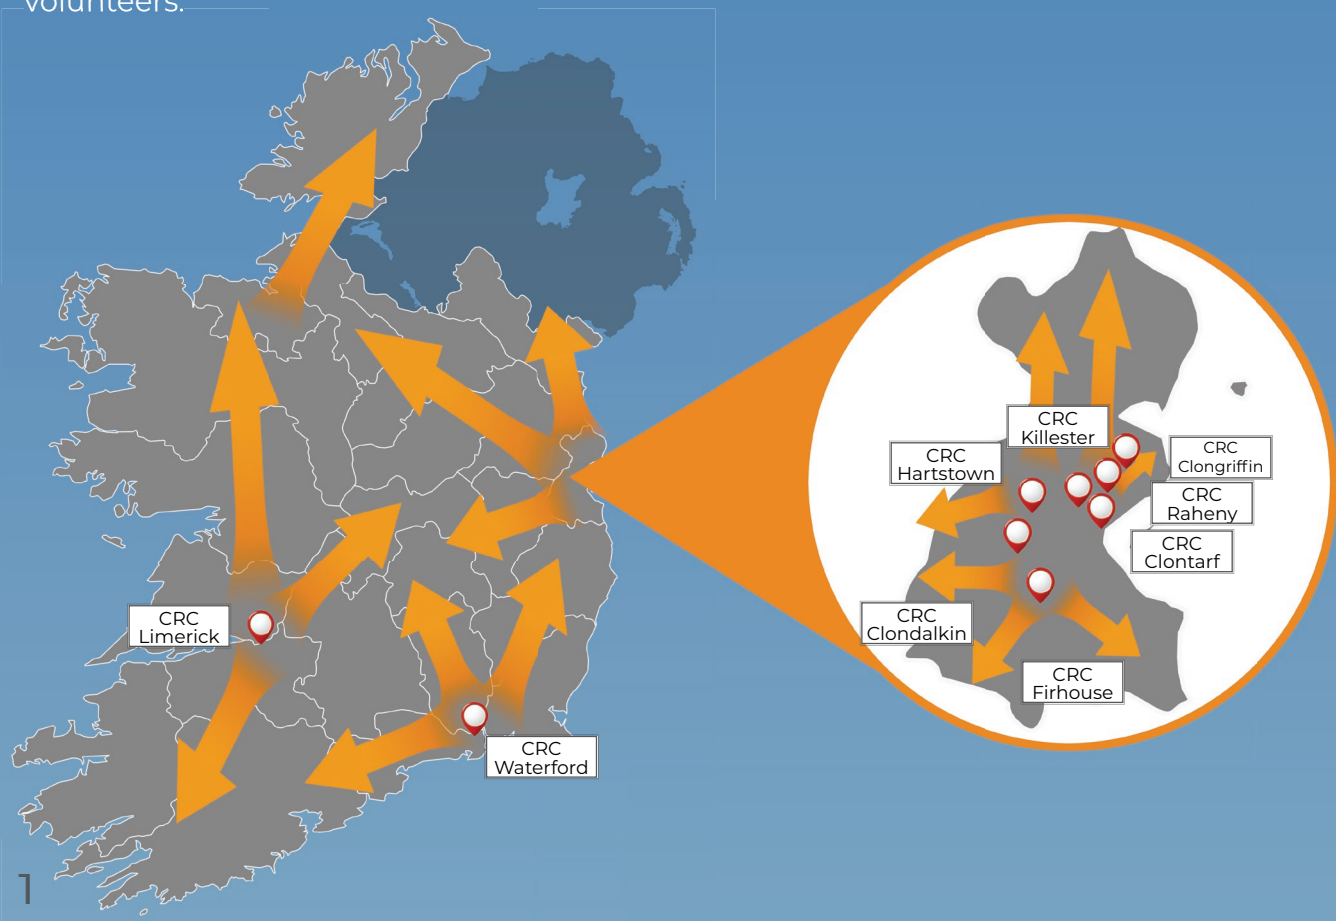 volunteers.
CRC
Killester
CRC
Hartstown
CRC
Clongriffin
CRC
Raheny
CRC
Clontarf
CRC
Limerick
CRC
Clondalkin
CRC
Firhouse
CRC
Waterford
1